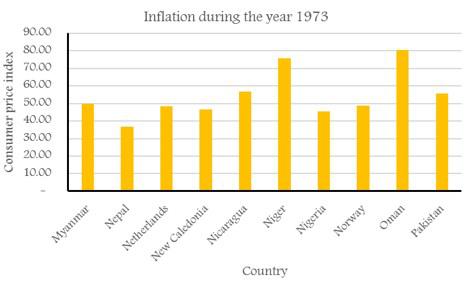 Inflation during the year 1973
Consumer price index
90.00
80.00
70.00
60.00
50.00
40.00
30.00
20.00
10.00
-
Myanmar
Nepal
Netherlands
New Caledonia
Nicaragua
Niger
Nigeria
Norway
Oman
Pakistan
Country